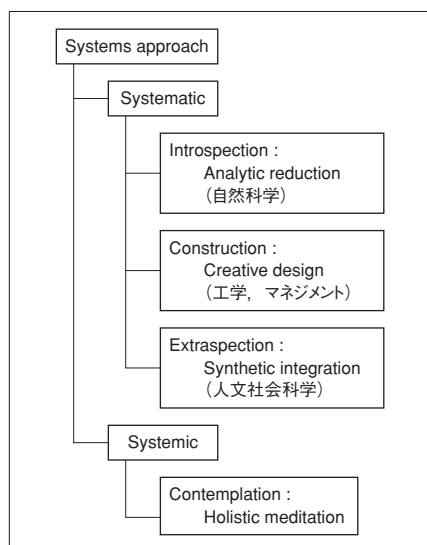 Systems approach
Systematic
Introspection :
Analytic reduction
（自然科学）
Construction :
Creative design
（工学，マネジメント）
Extraspection :
Synthetic integration
（人文社会科学）
Systemic
Contemplation :
Holistic meditation